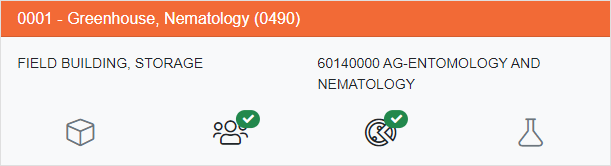 0001 - Greenhouse, Nematology (0490)
FIELD BUILDING, STORAGE
60140000 AG-ENTOMOLOGY AND
NEMATOLOGY